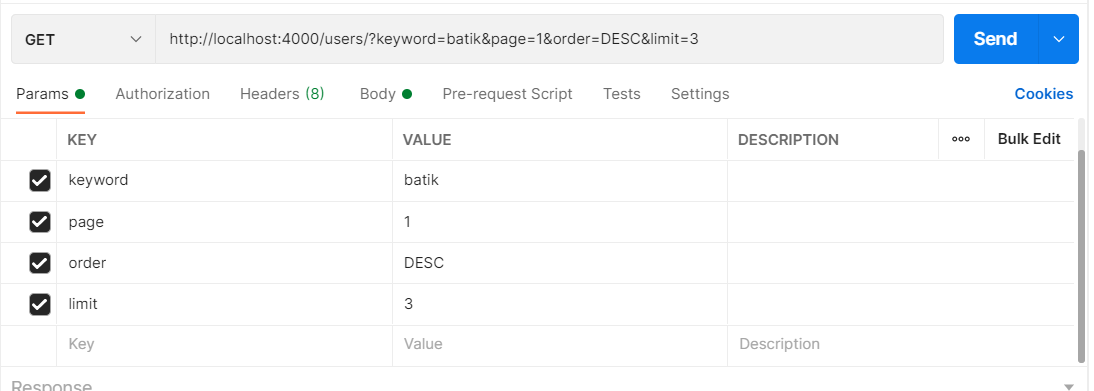 GET http://localhost:4000/users/?keyword=batik&page=1&order=DESC&limit=3 Send
Params Authorization Headers (8) Body Pre-request Script Tests Settings Cookies
KEY VALUE DESCRIPTION ooo Bulk Edit
keyword batik
page 1
order DESC
limit 3
Key Value Description
Response